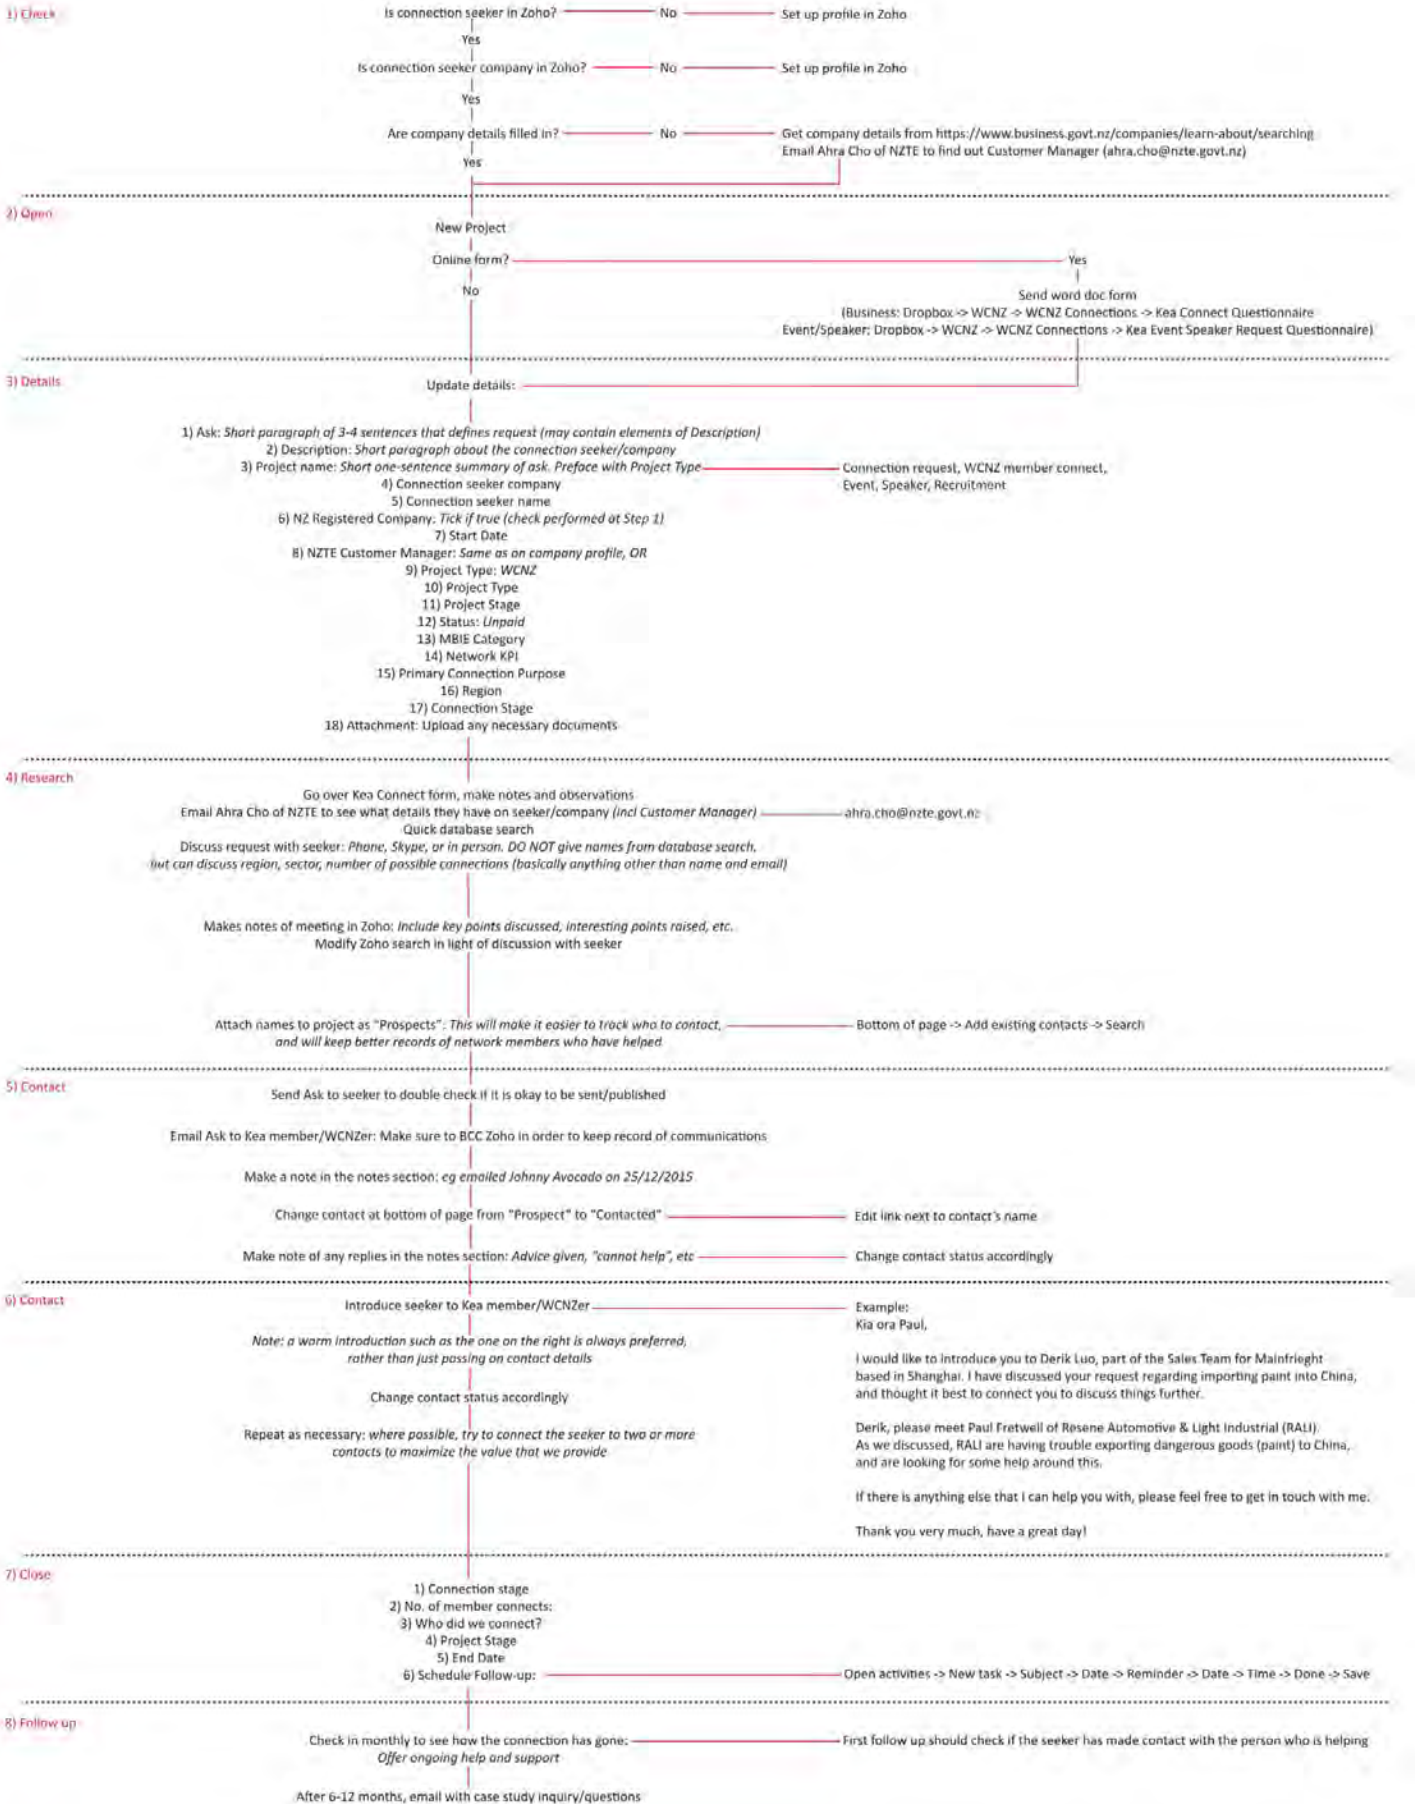 1) Check
Is connection seeker in Zoho?
No
Set up profile in Zoho
Yes
Is connection seeker company in Zoho?
No
Set up profile in Zoho
Yes
Are company details filled in?
No
Get company details from https://www.business.govt.nz/companies/learn-about/searching
Email Ahra Cho of NZTE to find out Customer Manager (ahra.cho@nzte.govt.nz)
Yes
2) Open
New Project
Online form?
Yes
No
Send word doc form
(Business: Dropbox -> WCNZ -> WCNZ Connections -> Kea Connect Questionnaire
Event/Speaker: Dropbox -> WCNZ -> WCNZ Connections -> Kea Event Speaker Request Questionnaire)
3) Details
Update details:
1) Ask: Short paragraph of 3-4 sentences that defines request (may contain elements of Description)
2) Description: Short paragraph about the connection seeker/company
3) Project name: Short one-sentence summary of ask. Preface with Project Type
Connection request, WCNZ member connect,
Event, Speaker, Recruitment
4) Connection seeker company
5) Connection seeker name
6) NZ Registered Company: Tick if true (check performed at Step 1)
7) Start Date
8) NZTE Customer Manager: Same as on company profile, OR
9) Project Type: WCNZ
10) Project Type
11) Project Stage
12) Status: Unpaid
13) MBIE Category
14) Network KPI
15) Primary Connection Purpose
16) Region
17) Connection Stage
18) Attachment: Upload any necessary documents
4) Research
Go over Kea Connect form, make notes and observations
Email Ahra Cho of NZTE to see what details they have on seeker/company (incl Customer Manager)
ahra.cho@nzte.govt.nz
Quick database search
Discuss request with seeker: Phone, Skype, or in person. DO NOT give names from database search,
but can discuss region, sector, number of possible connections (basically anything other than name and email)
Makes notes of meeting in Zoho: Include key points discussed, interesting points raised, etc.
Modify Zoho search in light of discussion with seeker
Attach names to project as "Prospects": This will make it easier to track who to contact,
and will keep better records of network members who have helped
Bottom of page -> Add existing contacts -> Search
5) Contact
Send Ask to seeker to double check if it is okay to be sent/published
Email Ask to Kea member/WCNZer: Make sure to BCC Zoho in order to keep record of communications
Make a note in the notes section: eg emailed Johnny Avocado on 25/12/2015
Change contact at bottom of page from "Prospect" to "Contacted"
Edit link next to contact's name
Make note of any replies in the notes section: Advice given, "cannot help", etc
Change contact status accordingly
6) Contact
Introduce seeker to Kea member/WCNZer
Note: a warm introduction such as the one on the right is always preferred,
rather than just passing on contact details
Change contact status accordingly
Repeat as necessary: where possible, try to connect the seeker to two or more
contacts to maximize the value that we provide
Example:
Kia ora Paul,
I would like to introduce you to Derik Luo, part of the Sales Team for Mainfrieght
based in Shanghai. I have discussed your request regarding importing paint into China,
and thought it best to connect you to discuss things further.
Derik, please meet Paul Fretwell of Resene Automotive & Light Industrial (RALI).
As we discussed, RALI are having trouble exporting dangerous goods (paint) to China,
and are looking for some help around this.
If there is anything else that I can help you with, please feel free to get in touch with me.
Thank you very much, have a great day!
7) Close
1) Connection stage
2) No. of member connects:
3) Who did we connect?
4) Project Stage
5) End Date
6) Schedule Follow-up:
Open activities -> New task -> Subject -> Date -> Reminder -> Date -> Time -> Done -> Save
8) Follow up
Check in monthly to see how the connection has gone:
Offer ongoing help and support
First follow up should check if the seeker has made contact with the person who is helping
After 6-12 months, email with case study inquiry/questions